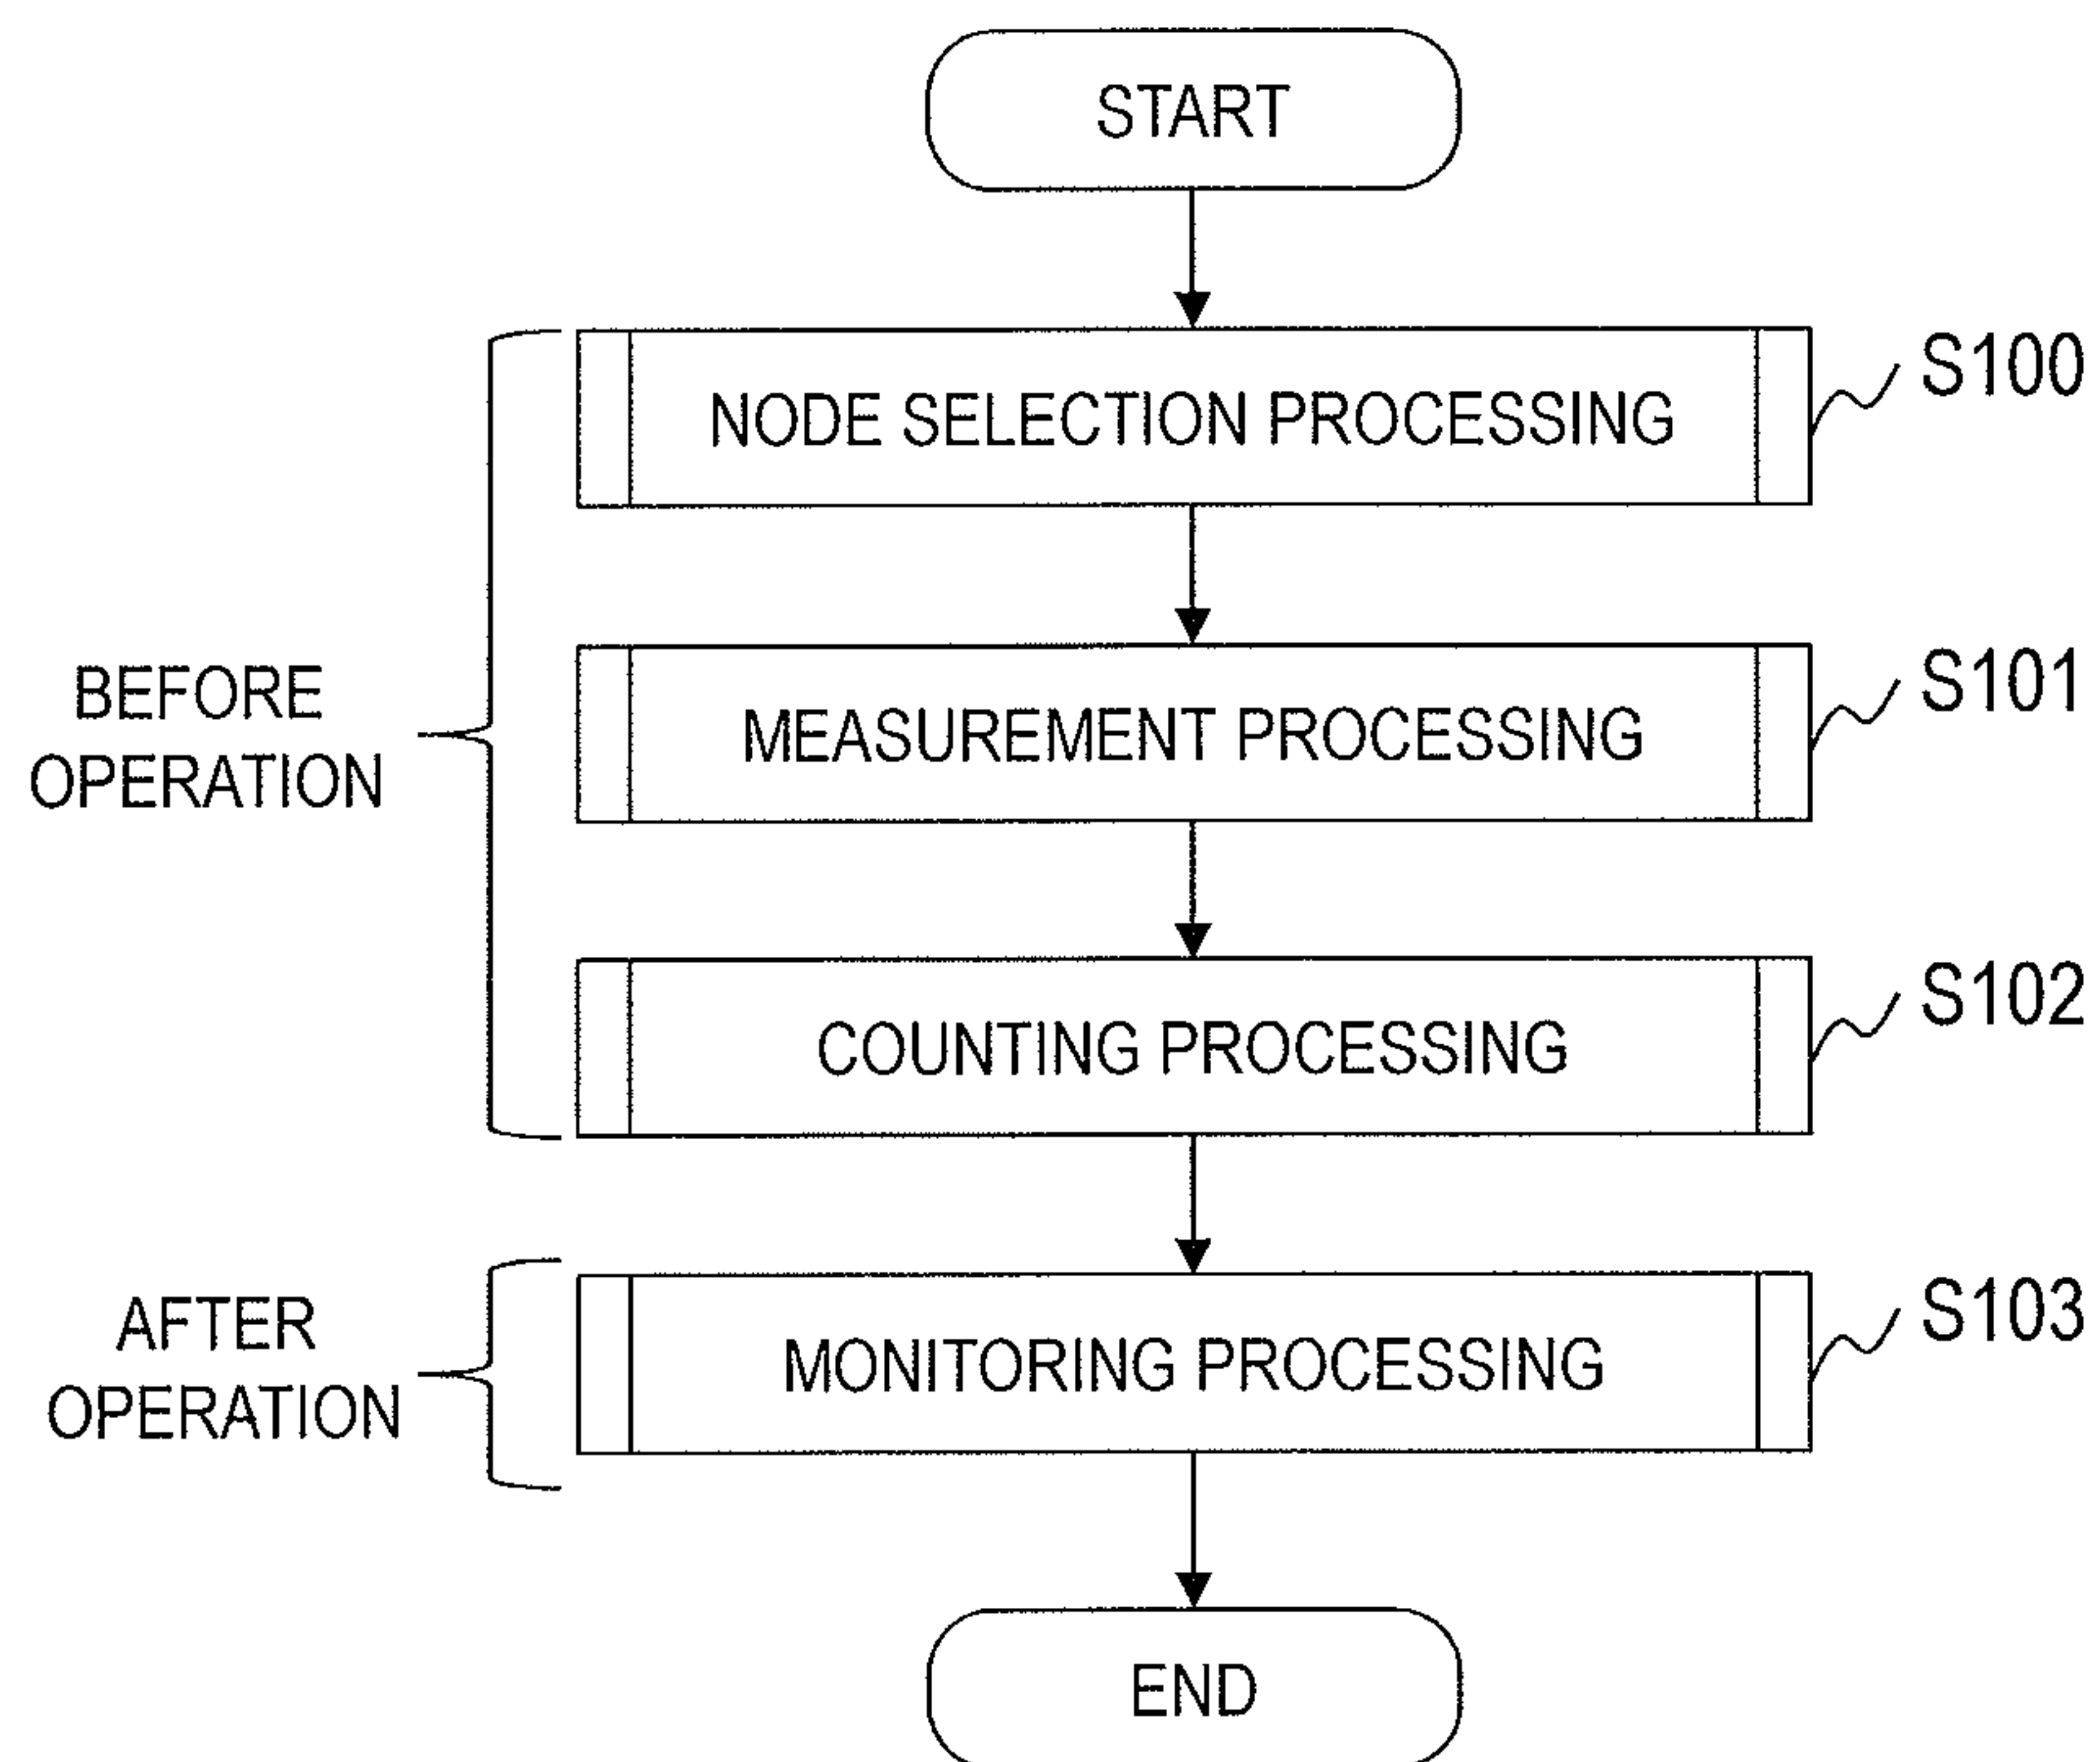 START
NODE SELECTION PROCESSING
S100
MEASUREMENT PROCESSING
S101
BEFORE
OPERATION
COUNTING PROCESSING
S102
MONITORING PROCESSING
S103
AFTER
OPERATION
END